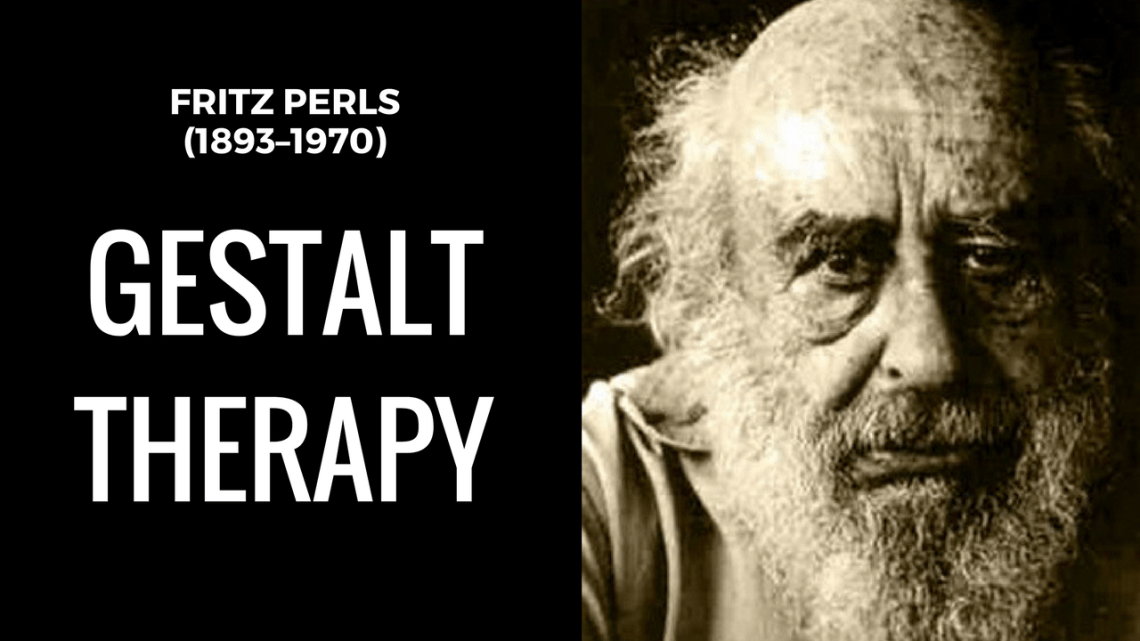 FRITZ PERLS
(1893–1970)
GESTALT
THERAPY